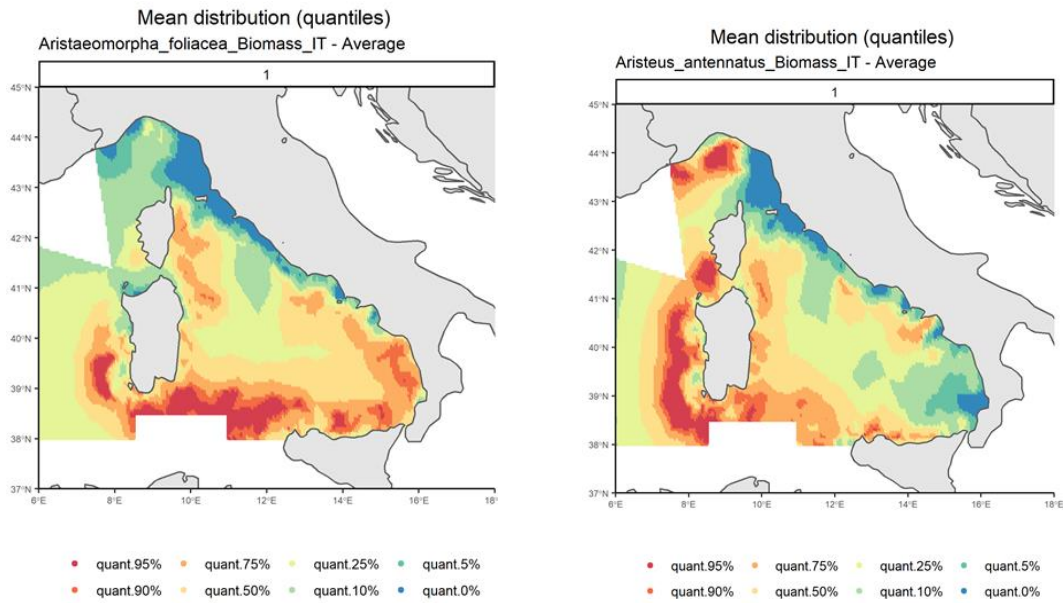 Mean distribution (quantiles)
Aristaeomorpha_foliacea_Biomass_IT - Average
1
45°N
44°N
43°N
42°N
41°N
40°N
39°N
38°N
37°N
6°E 8°E 10°E 12°E 14°E 16°E 18°
quant.95% quant.75% quant.25% quant.5%
quant.90% quant.50% quant.10% quant.0%
Mean distribution (quantiles)
Aristeus_antennatus_Biomass_IT - Average
1
45°N
44°N
43°N
42°N
41°N
40°N
39°N
38°N
37°N
6°E 8°E 10°E 12°E 14°E 16°E 18°E
quant.95% quant.75% quant.25% quant.5%
quant.90% quant.50% quant.10% quant.0%